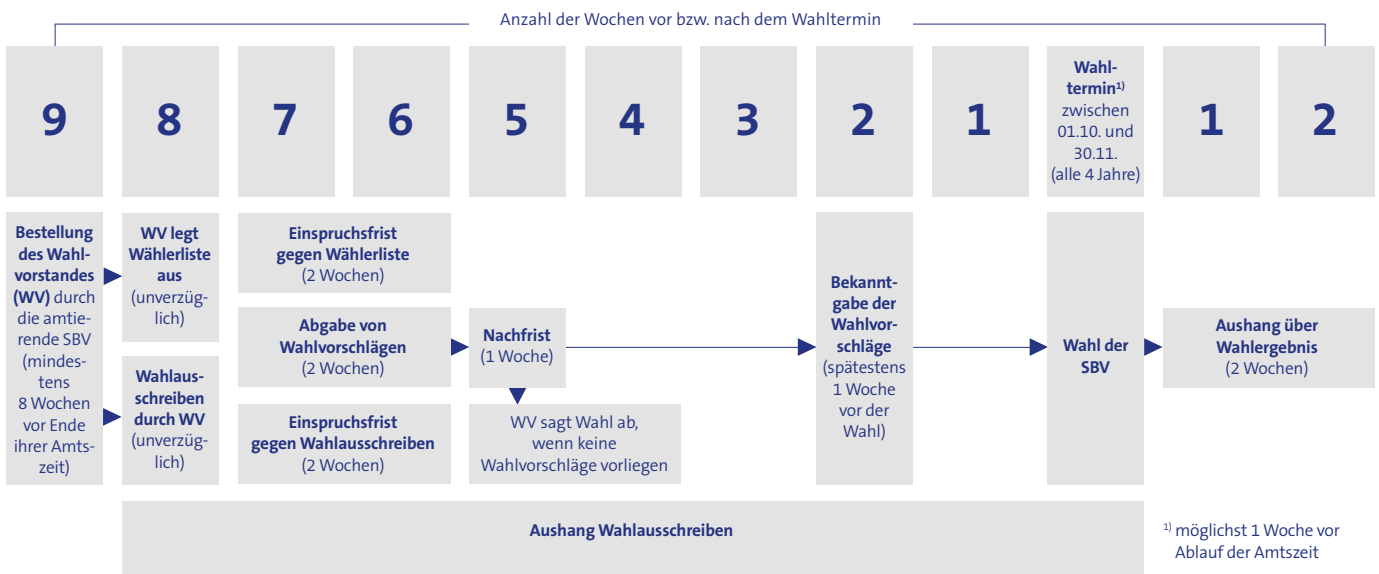 Anzahl der Wochen vor bzw. nach dem Wahltermin
9
8
7
6
5
4
3
2
1
Wahl-
termin¹⁾
zwischen
01.10. und
30.11.
(alle 4 Jahre)
1
2
Bestellung
des Wahl-
vorstandes
(WV) durch
die amtie-
rende SBV
(mindes-
tens
8 Wochen
vor Ende
ihrer Amts-
zeit)
WV legt
Wählerliste
aus
(unverzüg-
lich)
Wahlaus-
schreiben
durch WV
(unverzüg-
lich)
Einspruchsfrist
gegen Wählerliste
(2 Wochen)
Abgabe von
Wahlvorschlägen
(2 Wochen)
Einspruchsfrist
gegen Wahlausschreiben
(2 Wochen)
Nachfrist
(1 Woche)
WV sagt Wahl ab,
wenn keine
Wahlvorschläge vorliegen
Bekannt-
gabe der
Wahlvor-
schläge
(spätestens
1 Woche
vor der
Wahl)
Wahl der
SBV
Aushang über
Wahlergebnis
(2 Wochen)
Aushang Wahlausschreiben
¹⁾ möglichst 1 Woche vor
Ablauf der Amtszeit